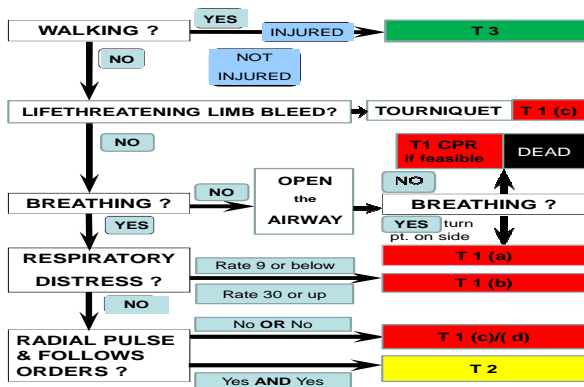 WALKING ?
YES
INJURED
T 3
NO
NOT
INJURED
LIFETHREATENING LIMB BLEED?
TOURNIQUET
T 1 (c)
NO
T1 CPR
if feasible
DEAD
NO
BREATHING ?
NO
OPEN
the
AIRWAY
BREATHING ?
YES
YES turn
pt. on side
RESPIRATORY
DISTRESS ?
Rate 9 or below
T 1 (a)
Rate 30 or up
T 1 (b)
NO
RADIAL PULSE
& FOLLOWS
ORDERS ?
No OR No
T 1 (c)/( d)
Yes AND Yes
T 2